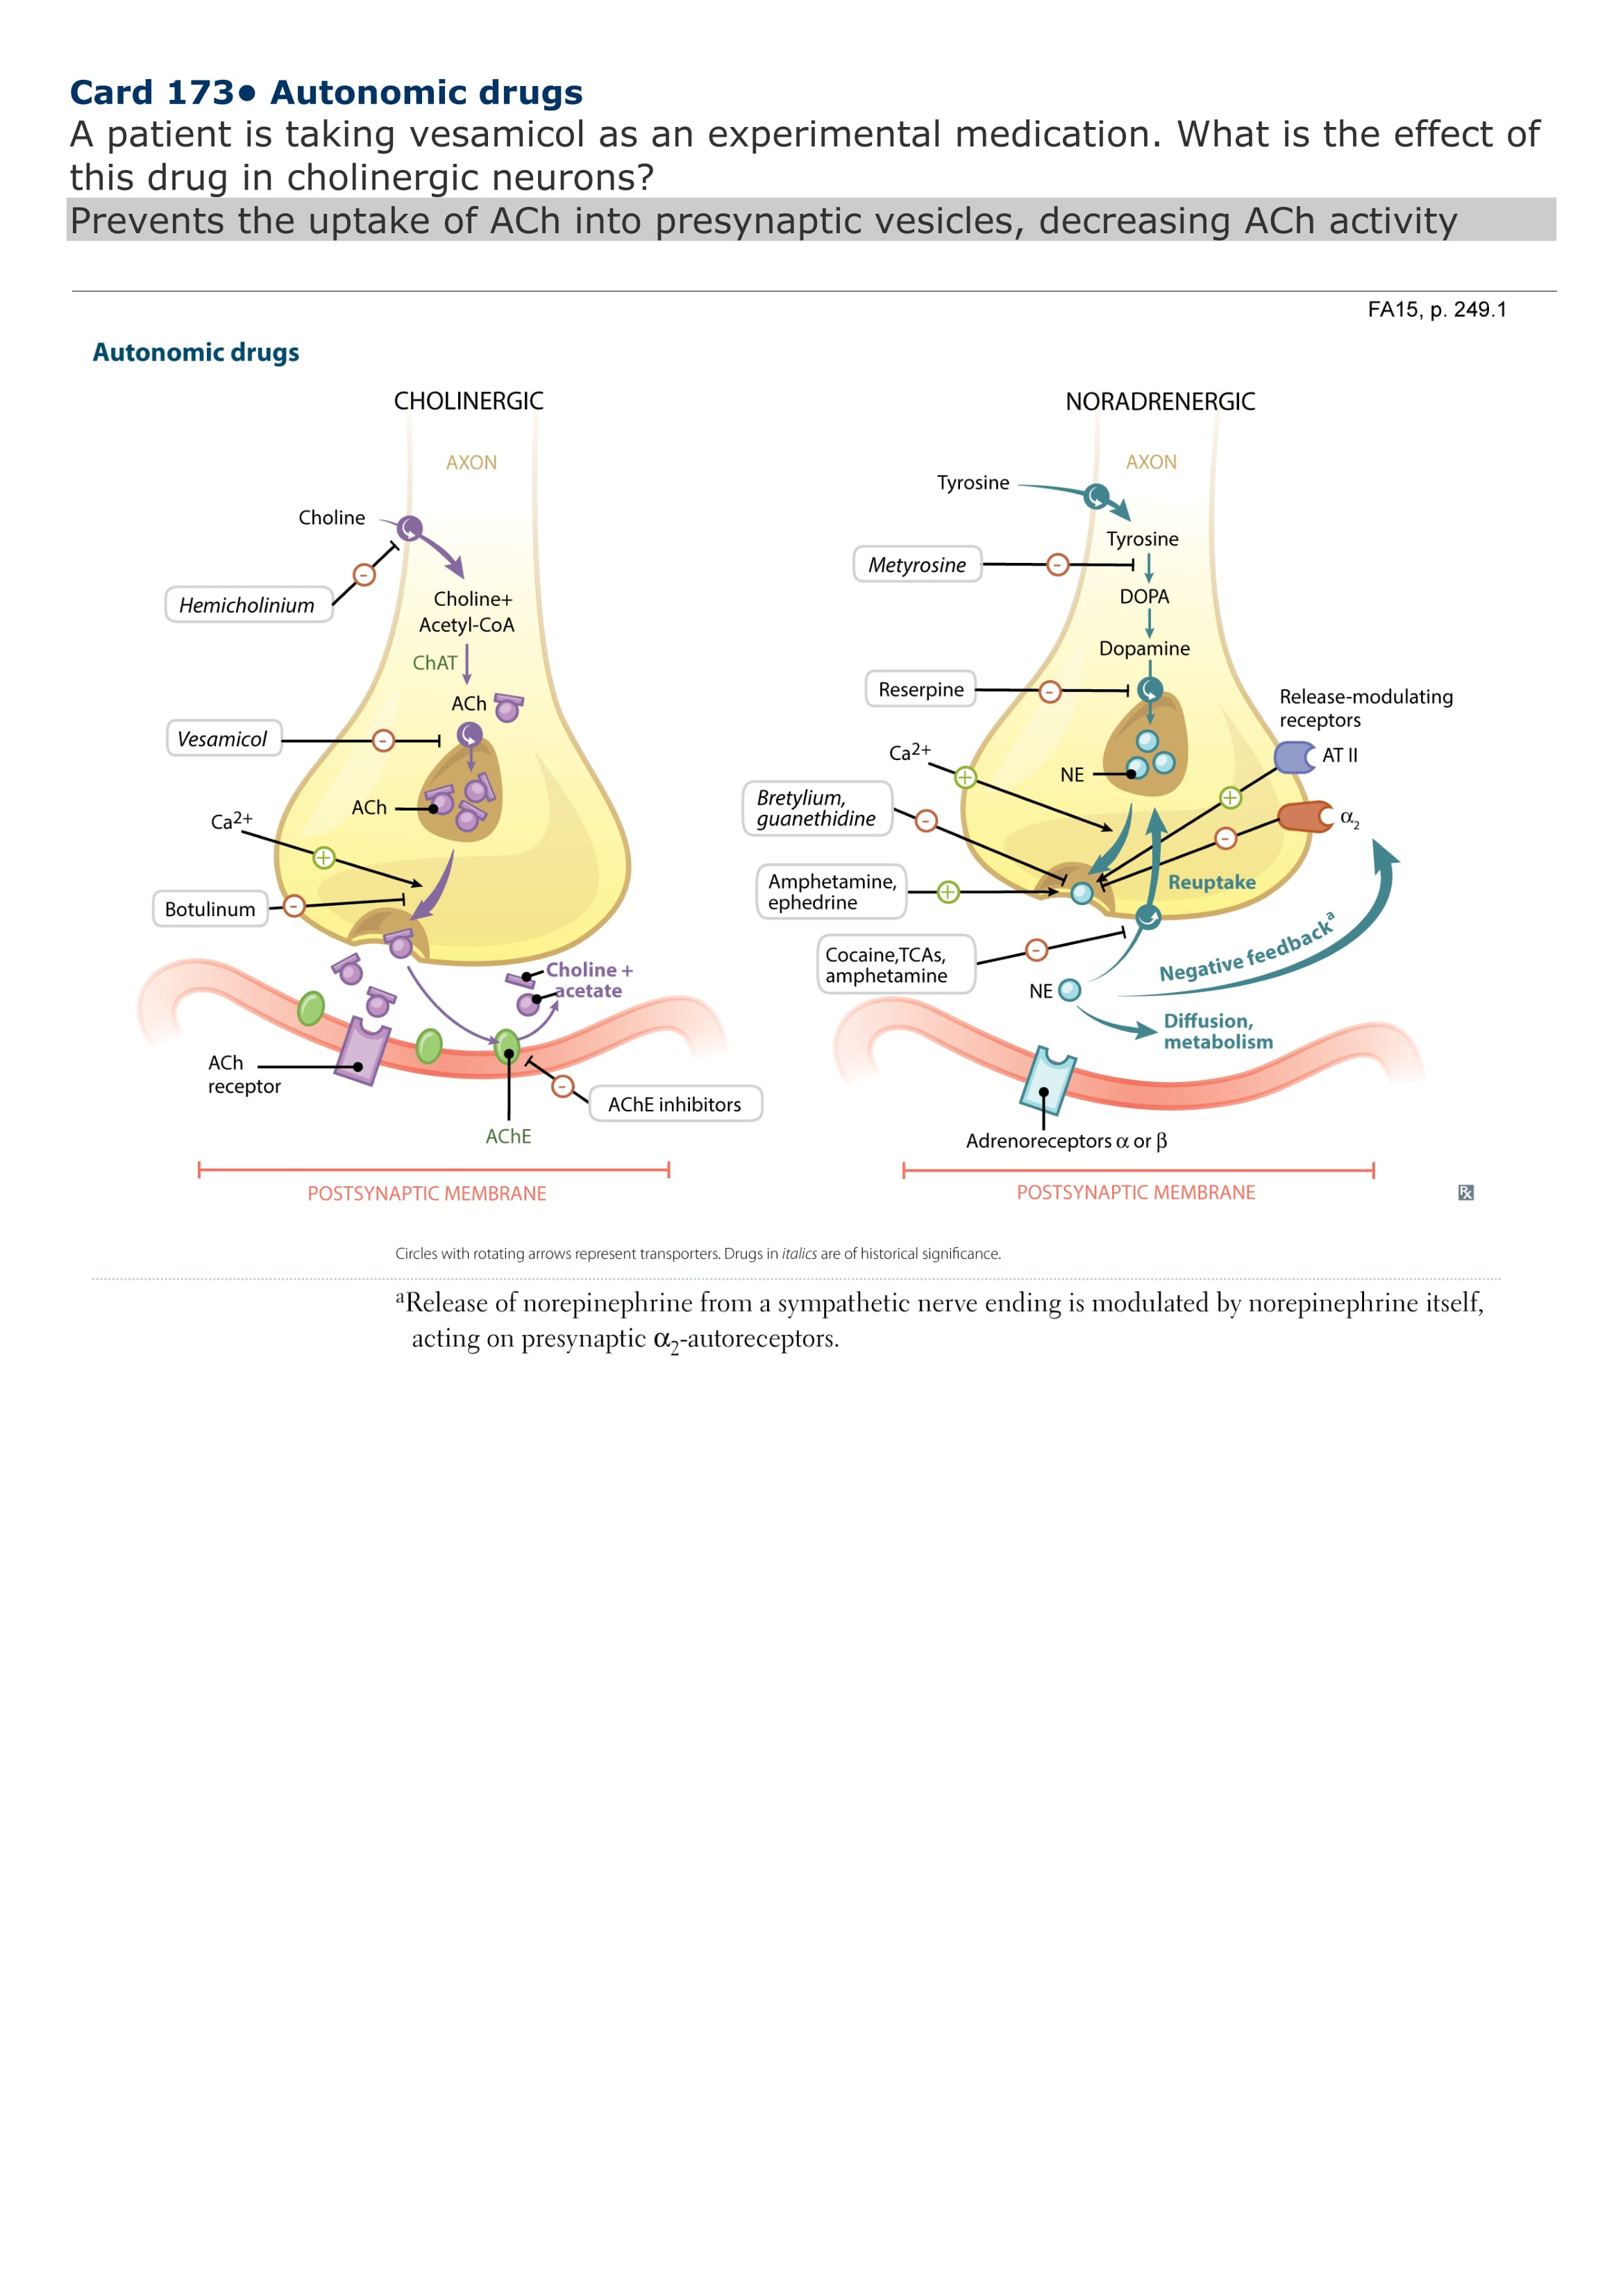 Card 173• Autonomic drugs
A patient is taking vesamicol as an experimental medication. What is the effect of
this drug in cholinergic neurons?
Prevents the uptake of ACh into presynaptic vesicles, decreasing ACh activity
FA15, p. 249.1
Autonomic drugs
CHOLINERGIC
AXON
Choline
Hemicholinium
-
Choline+
Acetyl-CoA
ChAT
ACh
Vesamicol
-
ACh
Ca2+
+
Botulinum
-
Choline +
acetate
ACh
receptor
AChE inhibitors
-
AChE
POSTSYNAPTIC MEMBRANE
NORADRENERGIC
AXON
Tyrosine
Tyrosine
Metyrosine
-
DOPA
Dopamine
Reserpine
-
Release-modulating
receptors
AT II
+
Ca2+
+
NE
Bretylium,
guanethidine
-
α2
-
Amphetamine,
ephedrine
+
Reuptake
Cocaine,TCAs,
amphetamine
-
Negative feedbacka
NE
Diffusion,
metabolism
Adrenoreceptors α or β
POSTSYNAPTIC MEMBRANE
Rx
Circles with rotating arrows represent transporters. Drugs in italics are of historical significance.
aRelease of norepinephrine from a sympathetic nerve ending is modulated by norepinephrine itself,
acting on presynaptic α2-autoreceptors.